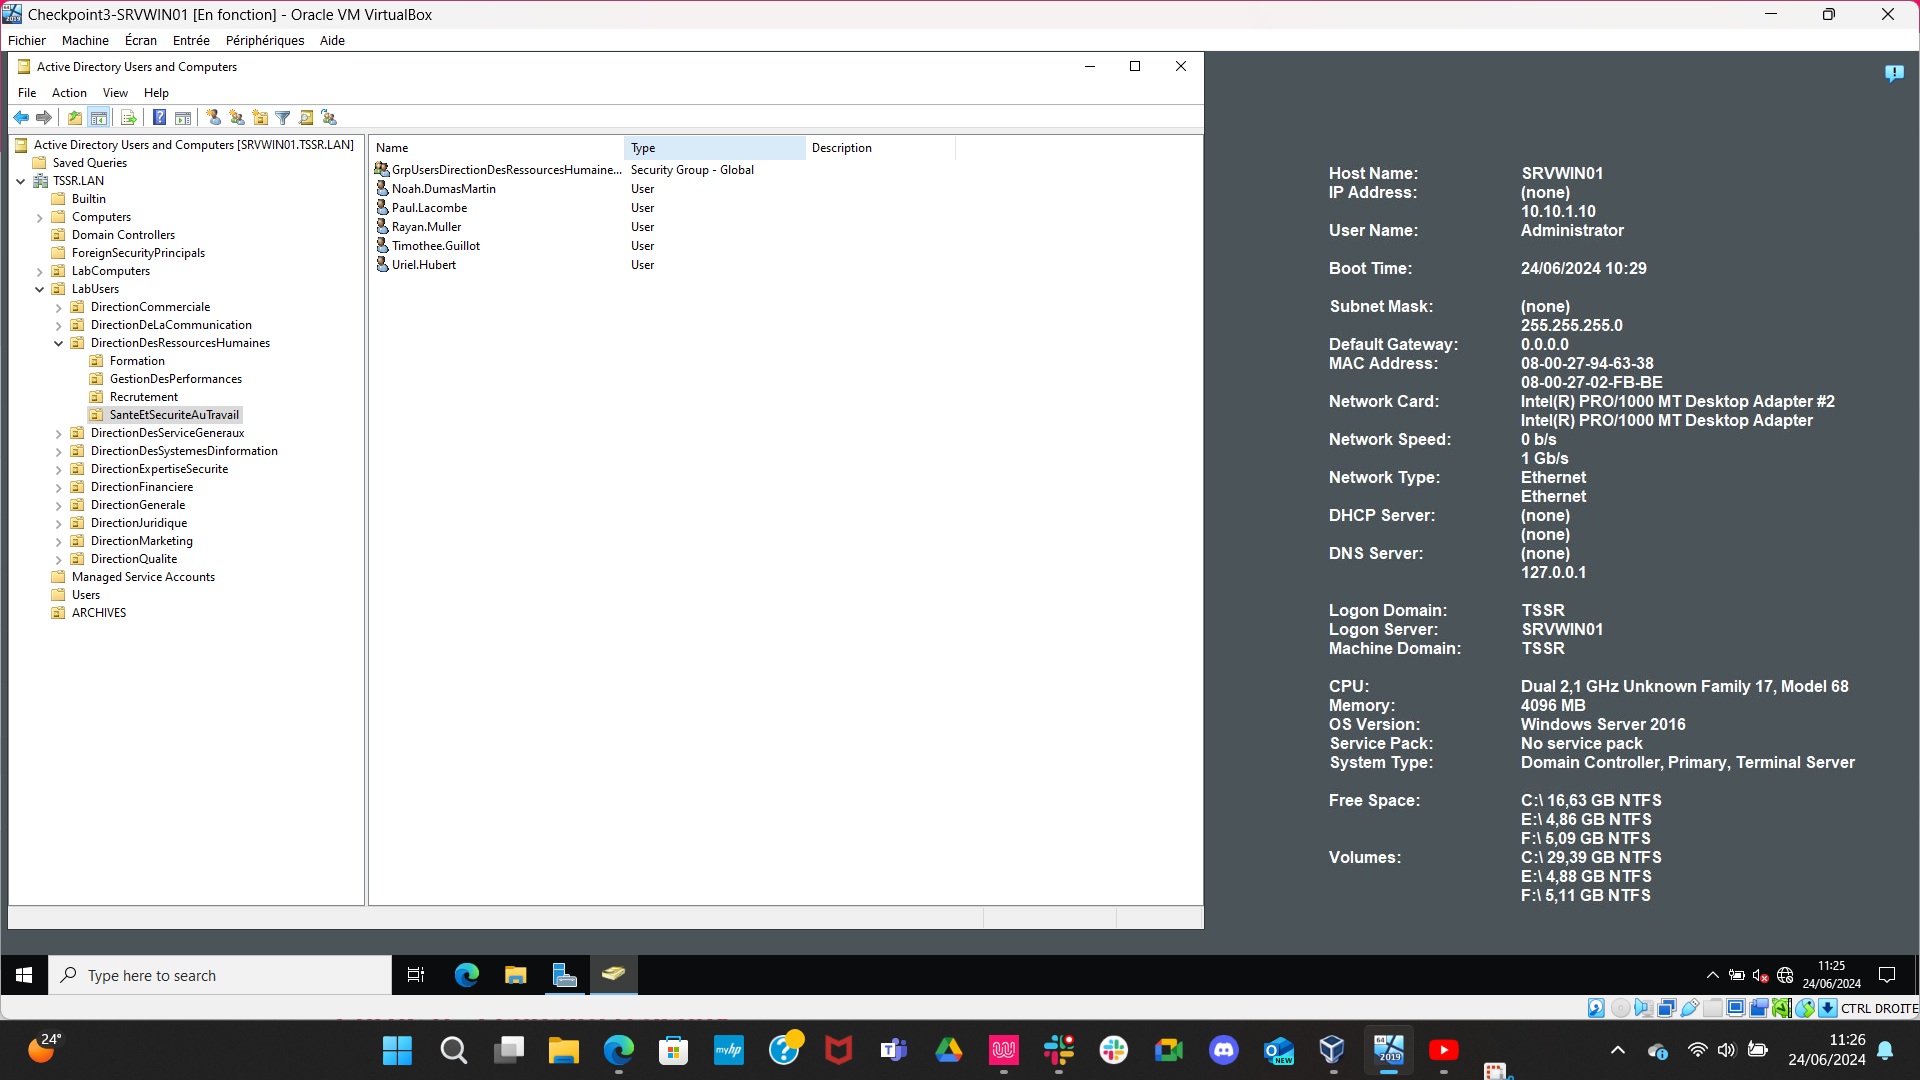 Checkpoint3-SRVWIN01 [En fonction] - Oracle VM VirtualBox
Fichier Machine Écran Entrée Périphériques Aide
Active Directory Users and Computers
File Action View Help
Active Directory Users and Computers [SRVWIN01.TSSR.LAN]
Saved Queries
TSSR.LAN
Builtin
Computers
Domain Controllers
ForeignSecurityPrincipals
LabComputers
LabUsers
DirectionCommerciale
DirectionDeLaCommunication
DirectionDesRessourcesHumaines
Formation
GestionDesPerformances
Recrutement
SanteEtSecuriteAuTravail
DirectionDesServiceGeneraux
DirectionDesSystemesDinformation
DirectionExpertiseSecurite
DirectionFinanciere
DirectionGenerale
DirectionJuridique
DirectionMarketing
DirectionQualite
Managed Service Accounts
Users
ARCHIVES
Name Type Description
GrpUsersDirectionDesRessourcesHumaine... Security Group - Global
Noah.DumasMartin User
Paul.Lacombe User
Rayan.Muller User
Timothee.Guillot User
Uriel.Hubert User
Host Name: SRVWIN01
IP Address: (none)
10.10.1.10
User Name: Administrator
Boot Time: 24/06/2024 10:29
Subnet Mask: (none)
255.255.255.0
Default Gateway: 0.0.0.0
MAC Address: 08-00-27-94-63-38
08-00-27-02-FB-BE
Network Card: Intel(R) PRO/1000 MT Desktop Adapter #2
Intel(R) PRO/1000 MT Desktop Adapter
Network Speed: 0 b/s
1 Gb/s
Network Type: Ethernet
Ethernet
DHCP Server: (none)
(none)
DNS Server: (none)
127.0.0.1
Logon Domain: TSSR
Logon Server: SRVWIN01
Machine Domain: TSSR
CPU: Dual 2,1 GHz Unknown Family 17, Model 68
Memory: 4096 MB
OS Version: Windows Server 2016
Service Pack: No service pack
System Type: Domain Controller, Primary, Terminal Server
Free Space: C:\ 16,63 GB NTFS
E:\ 4,86 GB NTFS
F:\ 5,09 GB NTFS
Volumes: C:\ 29,39 GB NTFS
E:\ 4,88 GB NTFS
F:\ 5,11 GB NTFS
Type here to search
11:25
24/06/2024
CTRL DROITE
24°
myhp
NEW
64
2019
11:26
24/06/2024